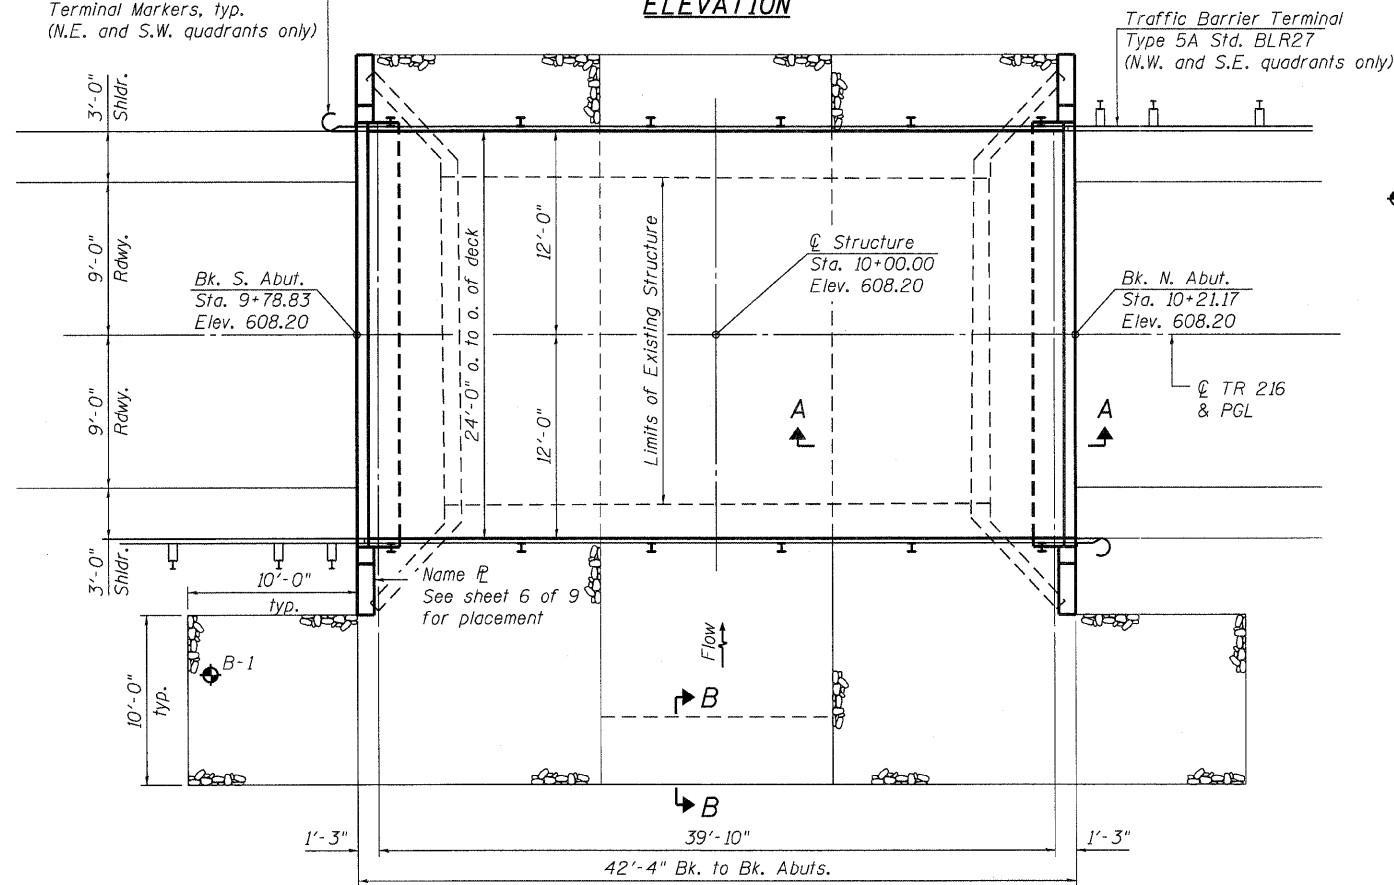 ELEVATION
Terminal Markers, typ.
(N.E. and S.W. quadrants only)
Traffic Barrier Terminal
Type 5A Std. BLR27
(N.W. and S.E. quadrants only)
3'-0"
Shldr.
9'-0"
Rdwy.
9'-0"
Rdwy.
3'-0"
Shldr.
Bk. S. Abut.
Sta. 9+78.83
Elev. 608.20
24'-0" o. to o. of deck
12'-0"
12'-0"
Limits of Existing Structure
℄ Structure
Sta. 10+00.00
Elev. 608.20
Bk. N. Abut.
Sta. 10+21.17
Elev. 608.20
℄ TR 216
& PGL
A
A
Name ℙL
See sheet 6 of 9
for placement
10'-0"
typ.
10'-0"
typ.
B-1
Flow
B
B
1'-3"
39'-10"
1'-3"
42'-4" Bk. to Bk. Abuts.